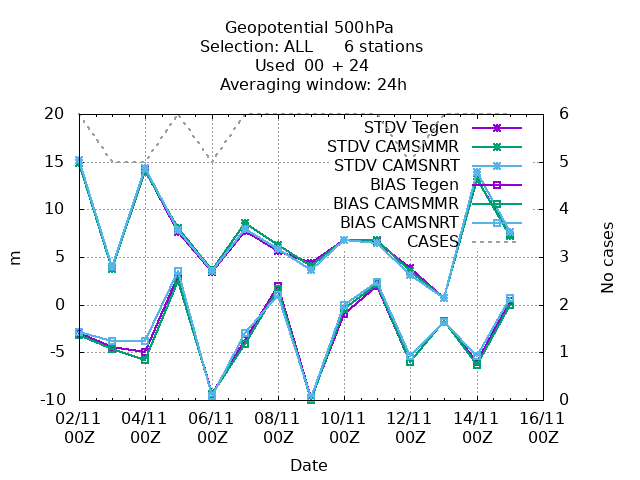 Geopotential 500hPa
Selection: ALL 6 stations
Used 00 + 24
Averaging window: 24h
20 6
STDV Tegen
STDV CAMSMMR
15 5
STDV CAMSNRT
BIAS Tegen
10 4
BIAS CAMSMMR
BIAS CAMSNRT
CASES
5 3
m
No cases
0 2
-5 1
-10 0
02/11 04/11 06/11 08/11 10/11 12/11 14/11 16/11
00Z 00Z 00Z 00Z 00Z 00Z 00Z 00Z
Date